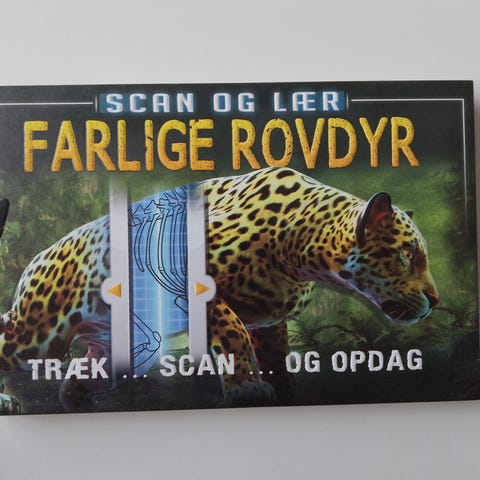 SCAN OG LÆR
FARLIGE ROVDYR
TRÆK ... SCAN ... OG OPDAG